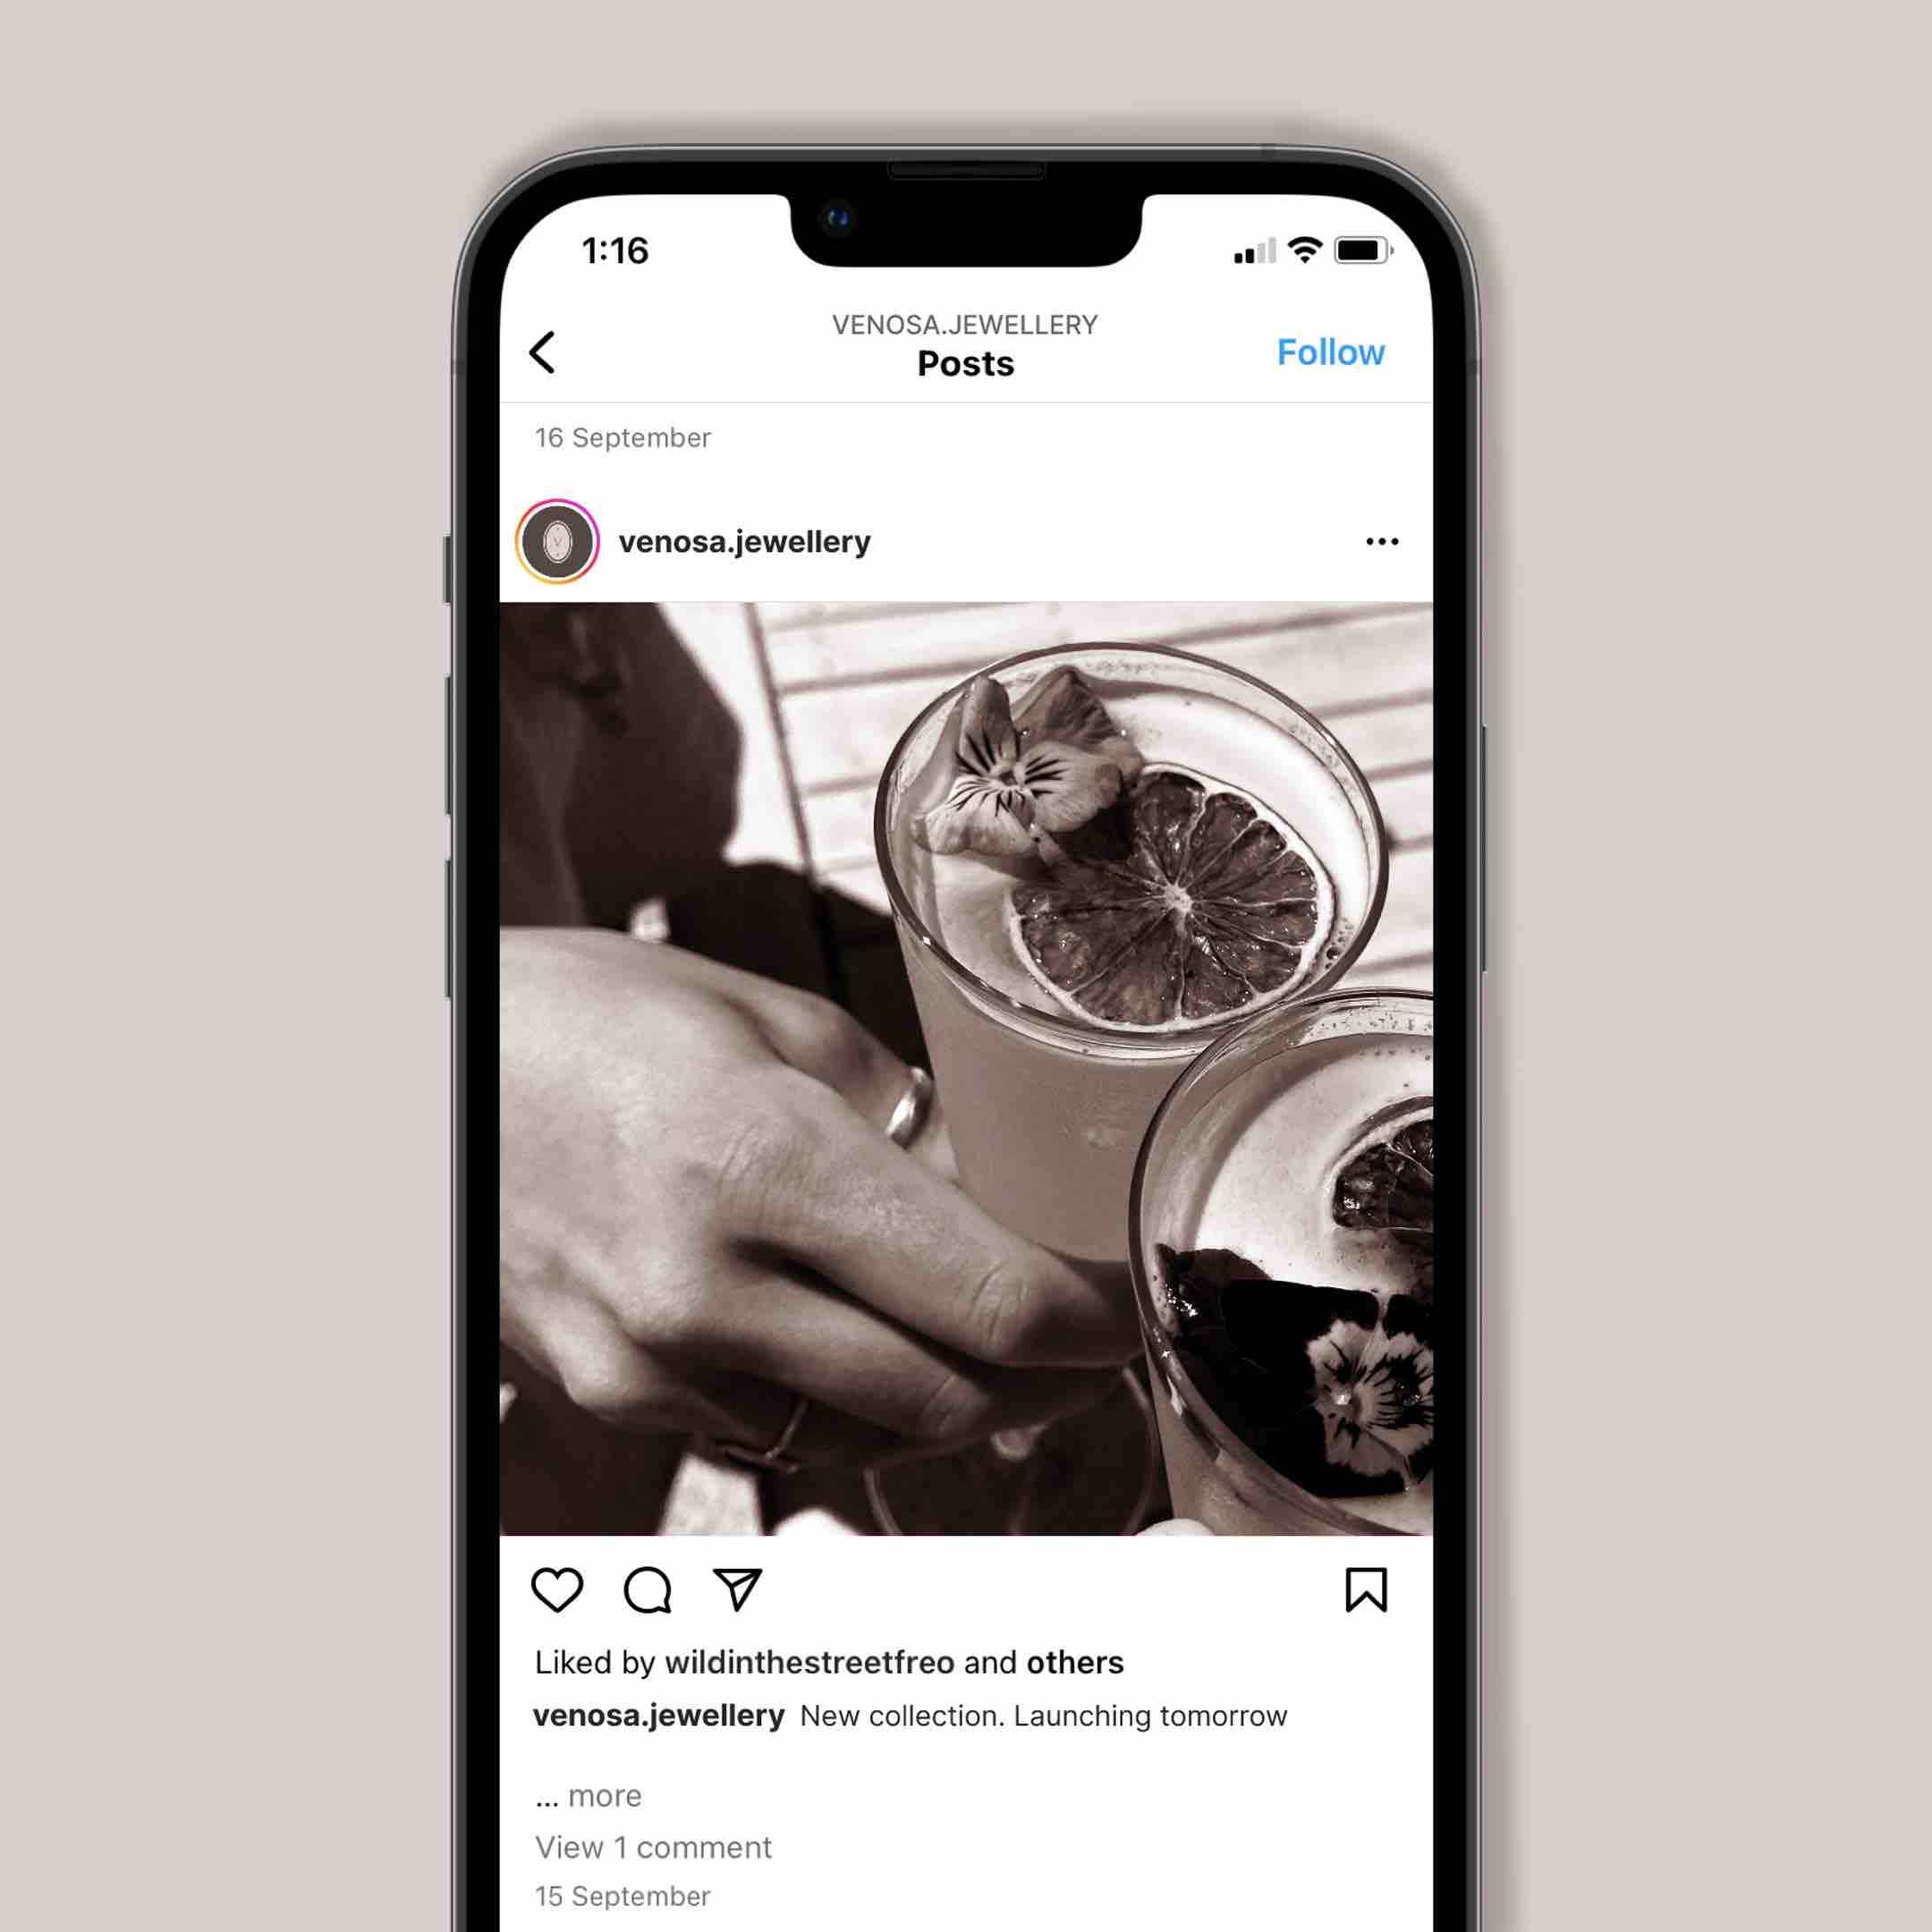 1:16
VENOSA.JEWELLERY
Posts
Follow
16 September
venosa.jewellery
Liked by wildinthestreetfreo and others
venosa.jewellery New collection. Launching tomorrow
... more
View 1 comment
15 September